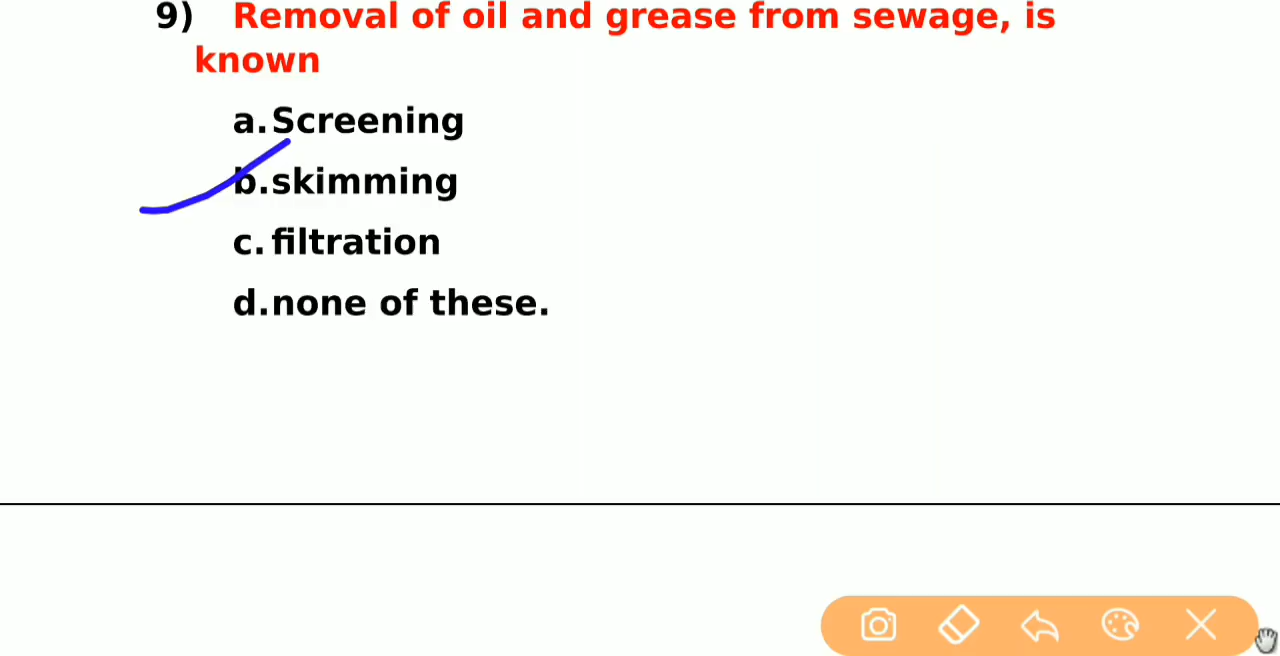 9) Removal of oil and grease from sewage, is
known
a. Screening
b. skimming
c. filtration
d. none of these.